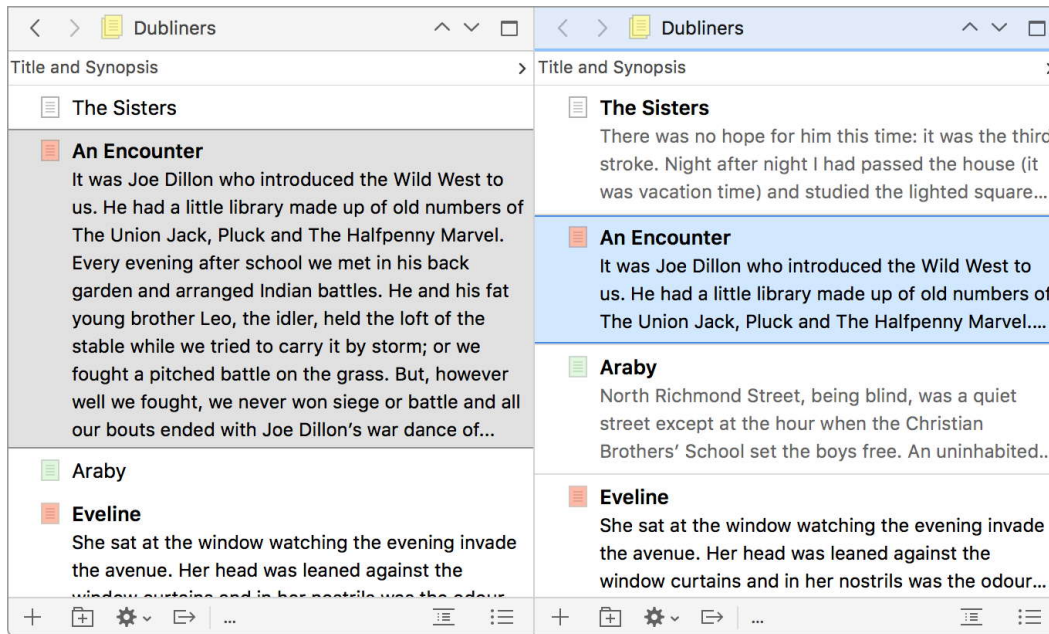 Dubliners
Title and Synopsis
The Sisters
An Encounter
It was Joe Dillon who introduced the Wild West to
us. He had a little library made up of old numbers of
The Union Jack, Pluck and The Halfpenny Marvel.
Every evening after school we met in his back
garden and arranged Indian battles. He and his fat
young brother Leo, the idler, held the loft of the
stable while we tried to carry it by storm; or we
fought a pitched battle on the grass. But, however
well we fought, we never won siege or battle and all
our bouts ended with Joe Dillon’s war dance of...
Araby
Eveline
She sat at the window watching the evening invade
the avenue. Her head was leaned against the
window curtains and in her nostrils was the odour
...
Dubliners
Title and Synopsis
The Sisters
There was no hope for him this time: it was the third
stroke. Night after night I had passed the house (it
was vacation time) and studied the lighted square...
An Encounter
It was Joe Dillon who introduced the Wild West to
us. He had a little library made up of old numbers of
The Union Jack, Pluck and The Halfpenny Marvel....
Araby
North Richmond Street, being blind, was a quiet
street except at the hour when the Christian
Brothers’ School set the boys free. An uninhabited..
Eveline
She sat at the window watching the evening invade
the avenue. Her head was leaned against the
window curtains and in her nostrils was the odour...
...